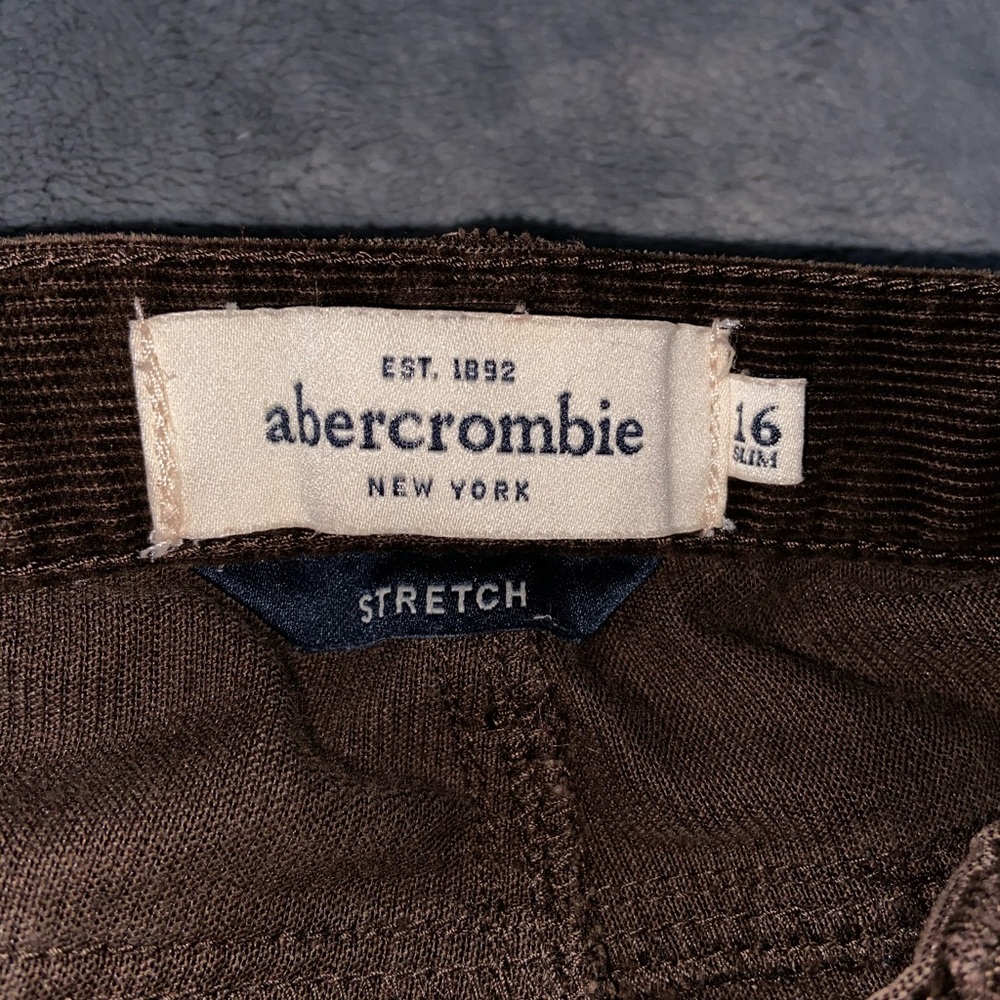 EST. 1892
abercrombie
NEW YORK
16
SLIM
STRETCH